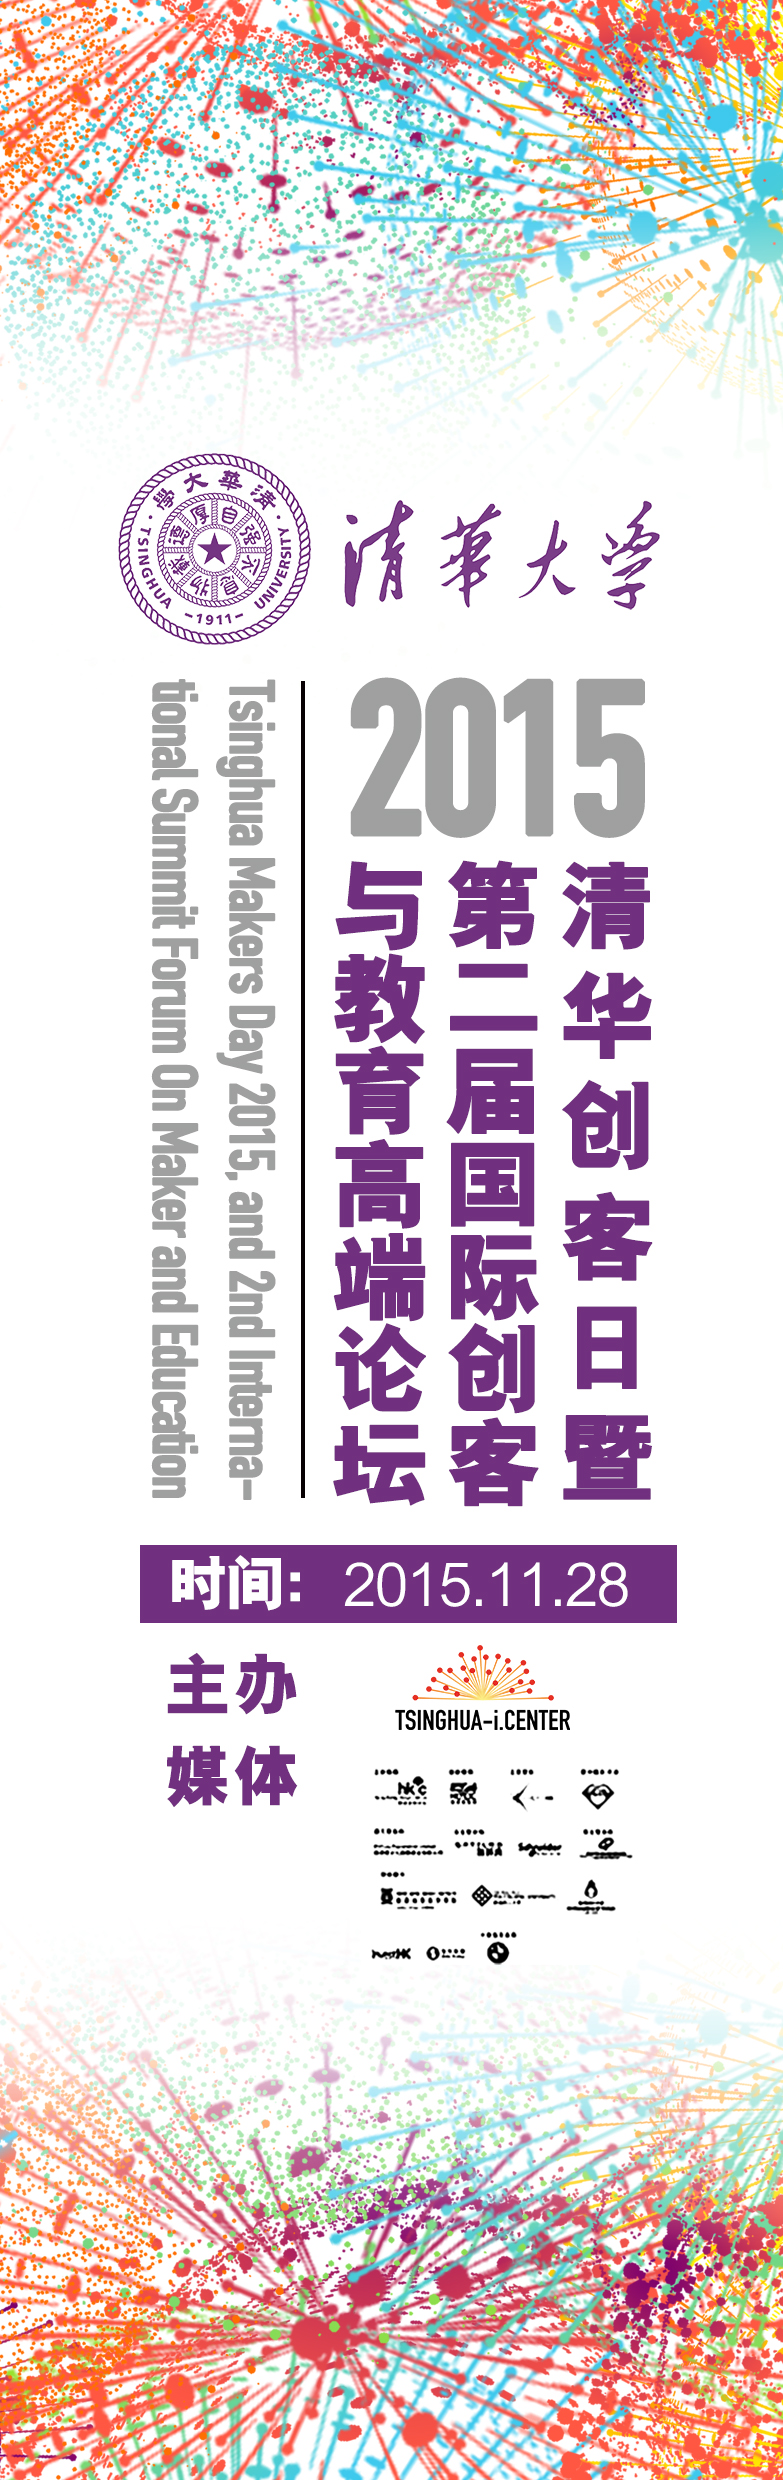 清華大學
自强不息
厚德載物
TSINGHUA UNIVERSITY
-1911-
清華大学
2015
清华创客日暨
第二届国际创客
与教育高端论坛
Tsinghua Makers Day 2015, and 2nd Interna-
tional Summit Forum On Maker and Education
时间: 2015.11.28
主办
TSINGHUA-i.CENTER
媒体